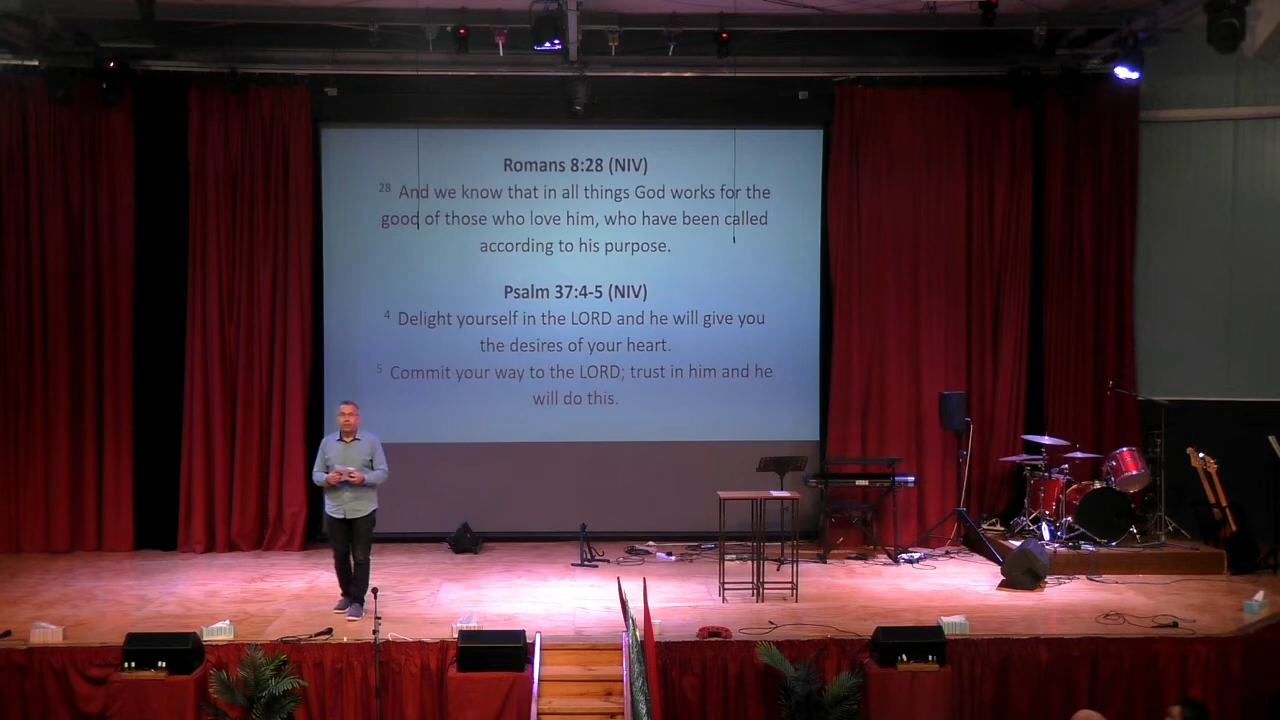 Romans 8:28 (NIV)
28 And we know that in all things God works for the
good of those who love him, who have been called
according to his purpose.
Psalm 37:4-5 (NIV)
4 Delight yourself in the LORD and he will give you
the desires of your heart.
5 Commit your way to the LORD; trust in him and he
will do this.